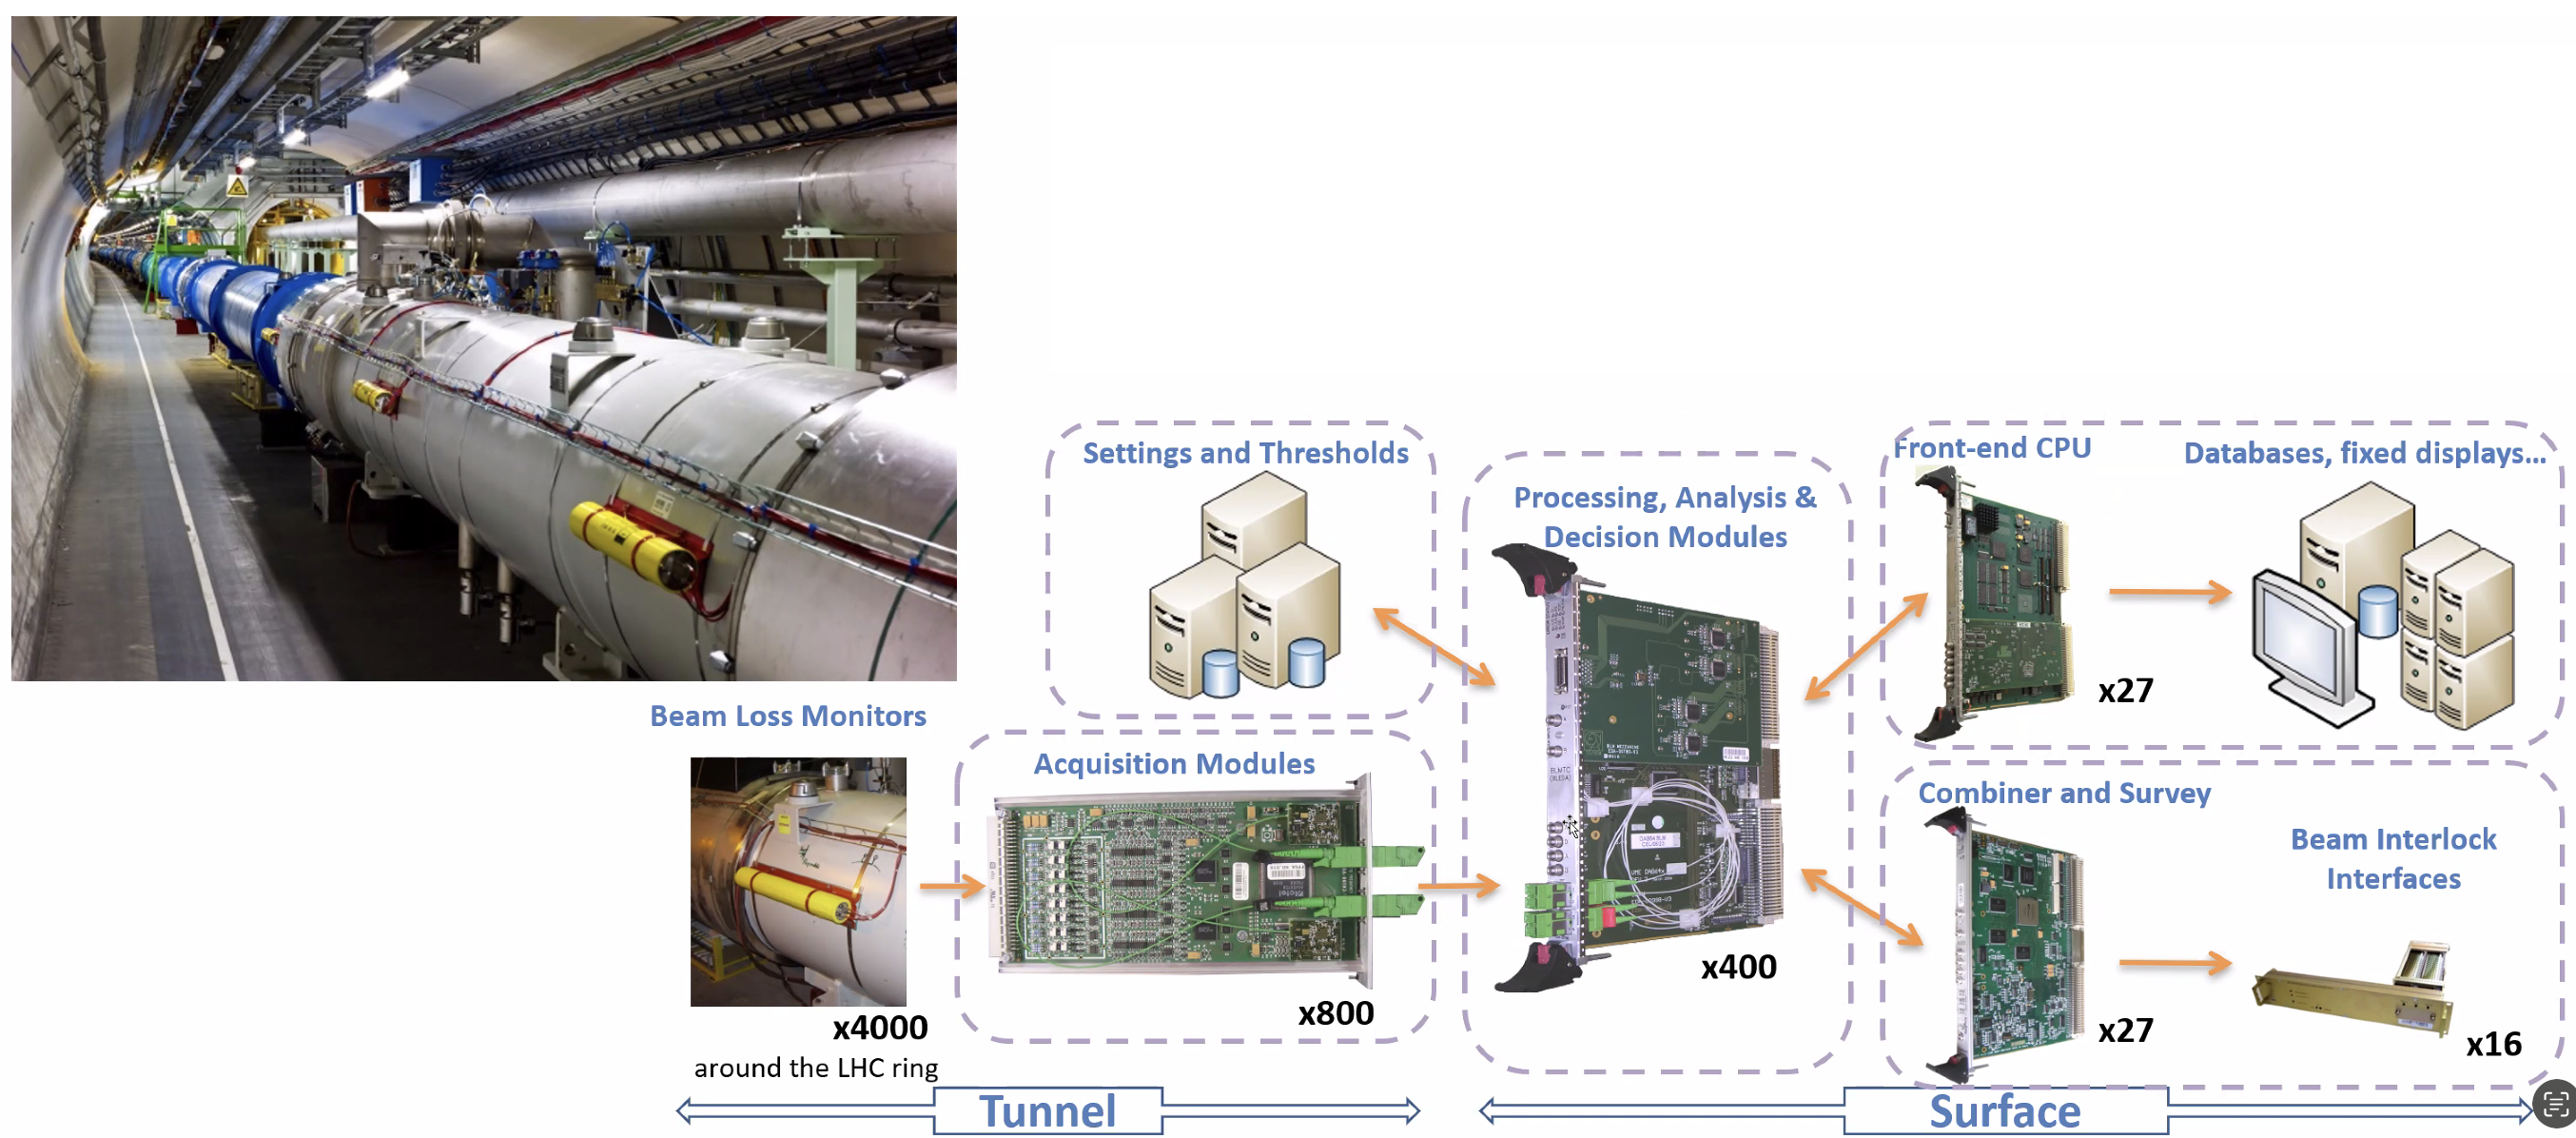 Settings and Thresholds
Front-end CPU
Databases, fixed displays...
Processing, Analysis &
Decision Modules
x27
Beam Loss Monitors
Acquisition Modules
Combiner and Survey
Beam Interlock
Interfaces
x400
x800
x4000
around the LHC ring
x27
x16
Tunnel
Surface